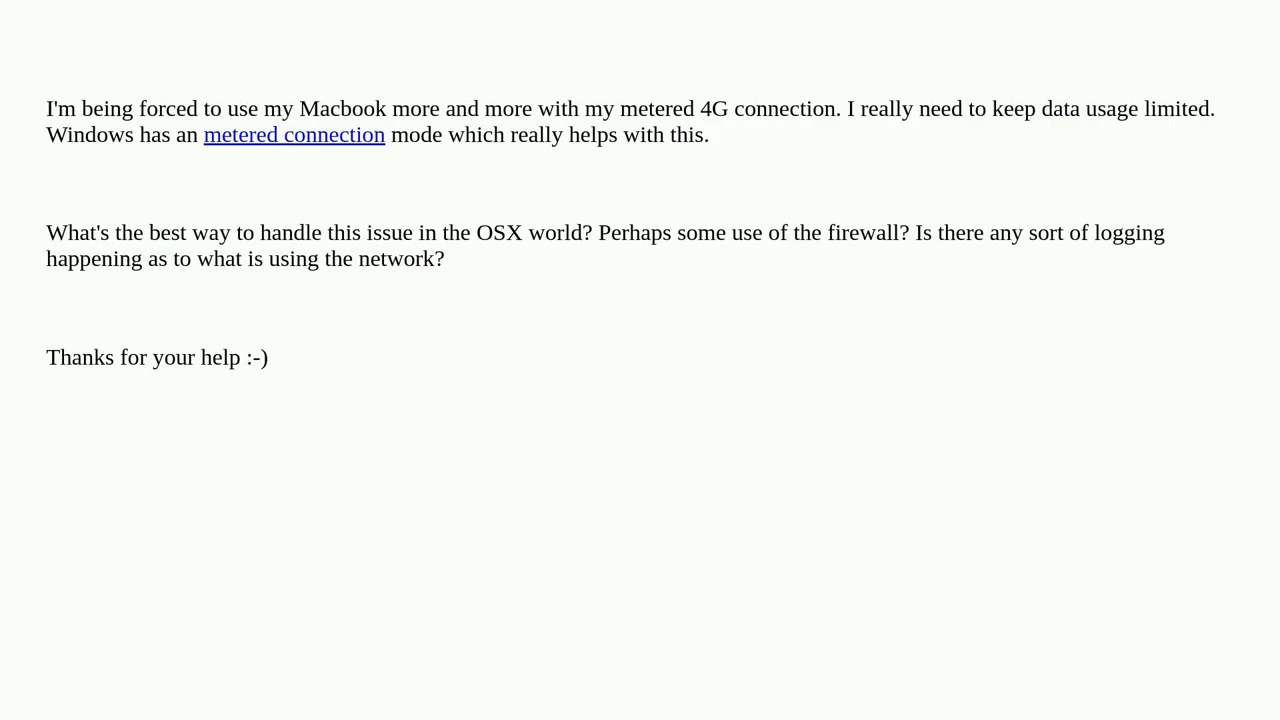 I'm being forced to use my Macbook more and more with my metered 4G connection. I really need to keep data usage limited.
Windows has an metered connection mode which really helps with this.
What's the best way to handle this issue in the OSX world? Perhaps some use of the firewall? Is there any sort of logging
happening as to what is using the network?
Thanks for your help :-)